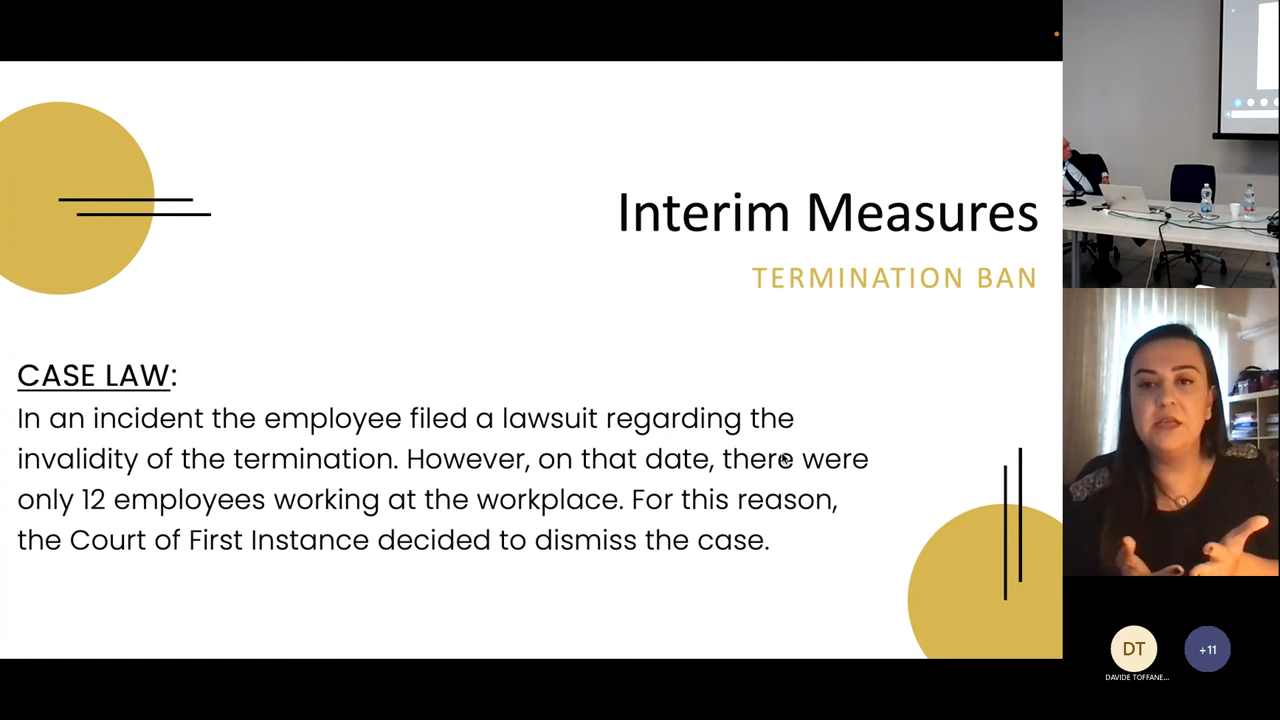 Interim Measures
TERMINATION BAN
CASE LAW:
In an incident the employee filed a lawsuit regarding the
invalidity of the termination. However, on that date, there were
only 12 employees working at the workplace. For this reason,
the Court of First Instance decided to dismiss the case.
DT
+11
DAVIDE TOFFANE...